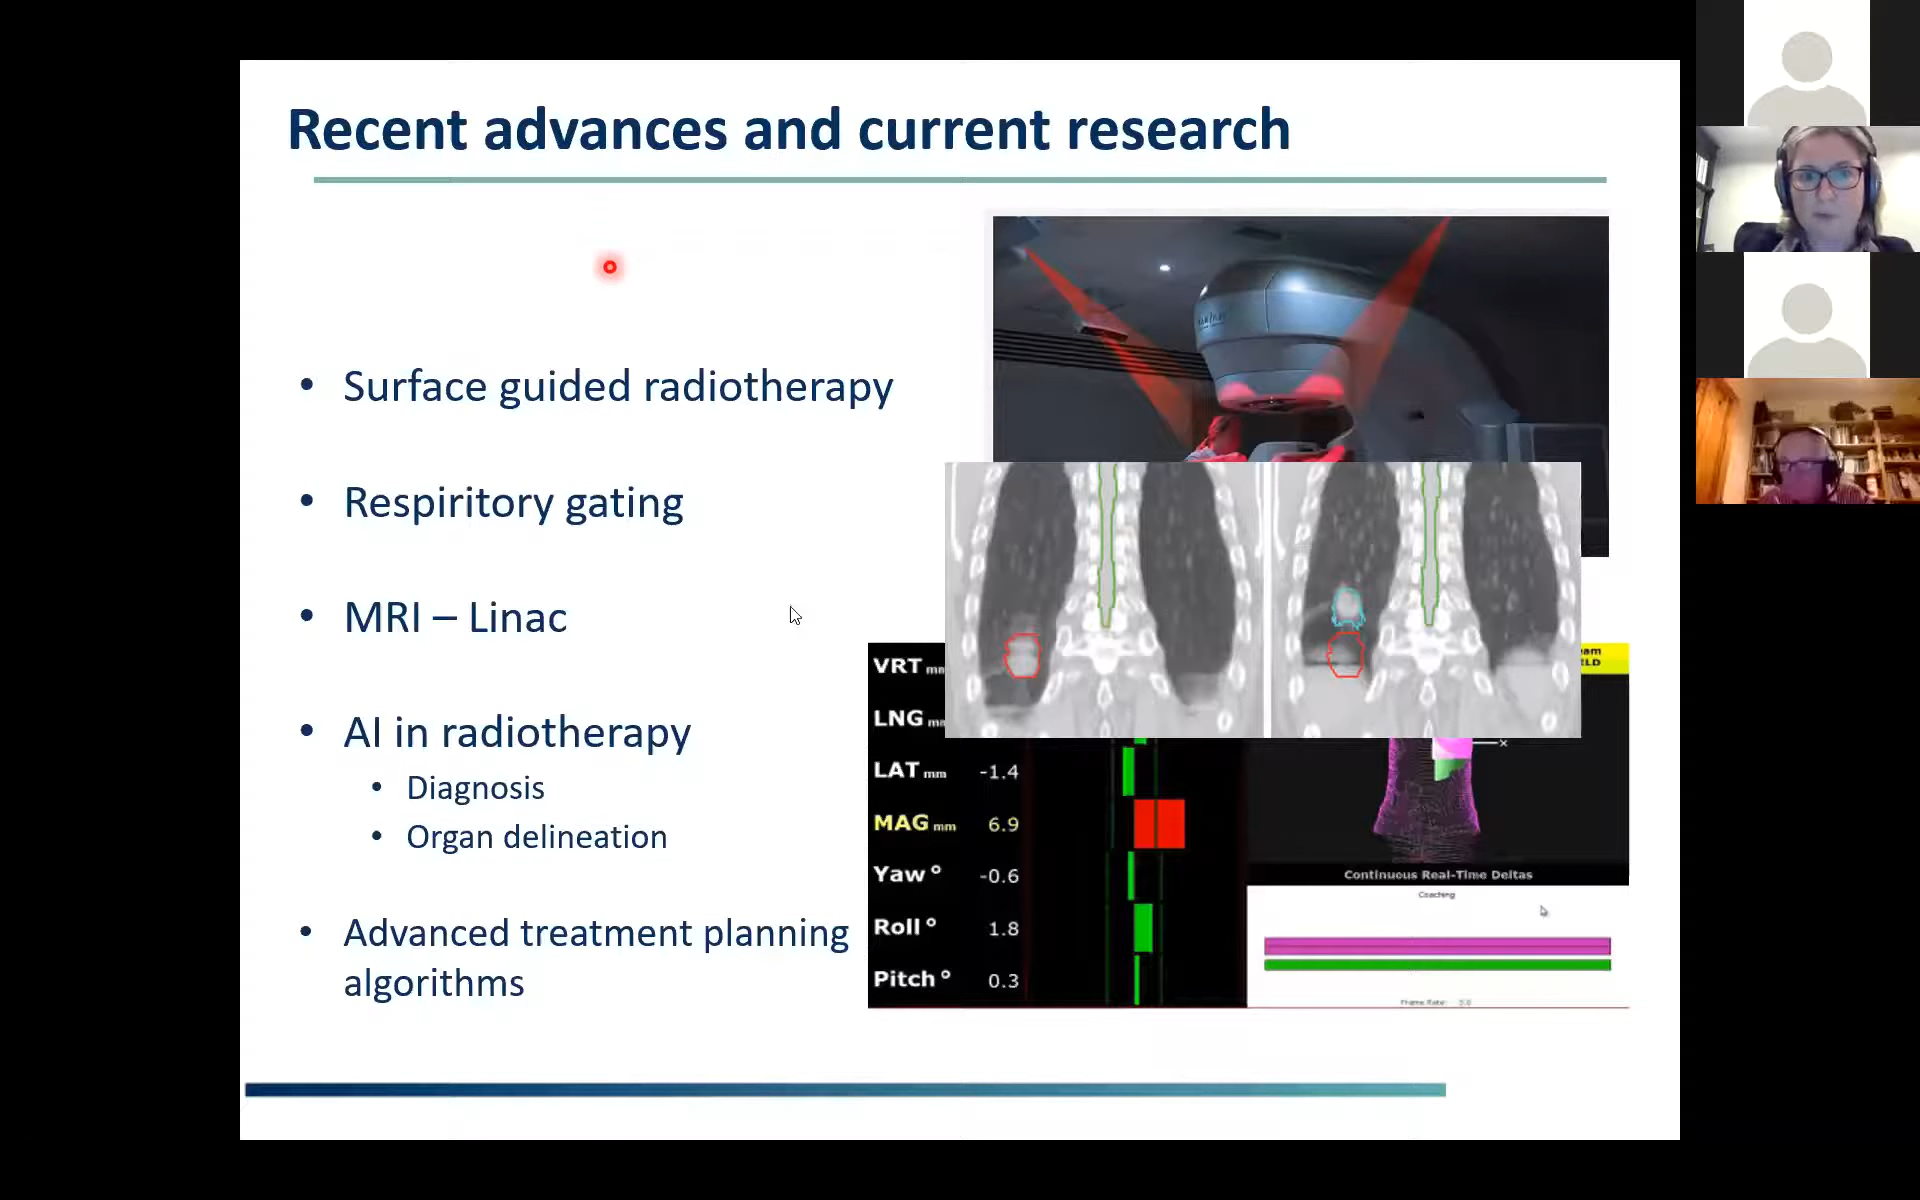 Recent advances and current research
• Surface guided radiotherapy
• Respiritory gating
• MRI – Linac
• AI in radiotherapy
• Diagnosis
• Organ delineation
• Advanced treatment planning
algorithms
VRT
LNG
LAT mm -1.4
MAG mm 6.9
Yaw ° -0.6
Roll ° 1.8
Pitch ° 0.3
Continuous Real-Time Deltas
Coaching
Frame Rate: